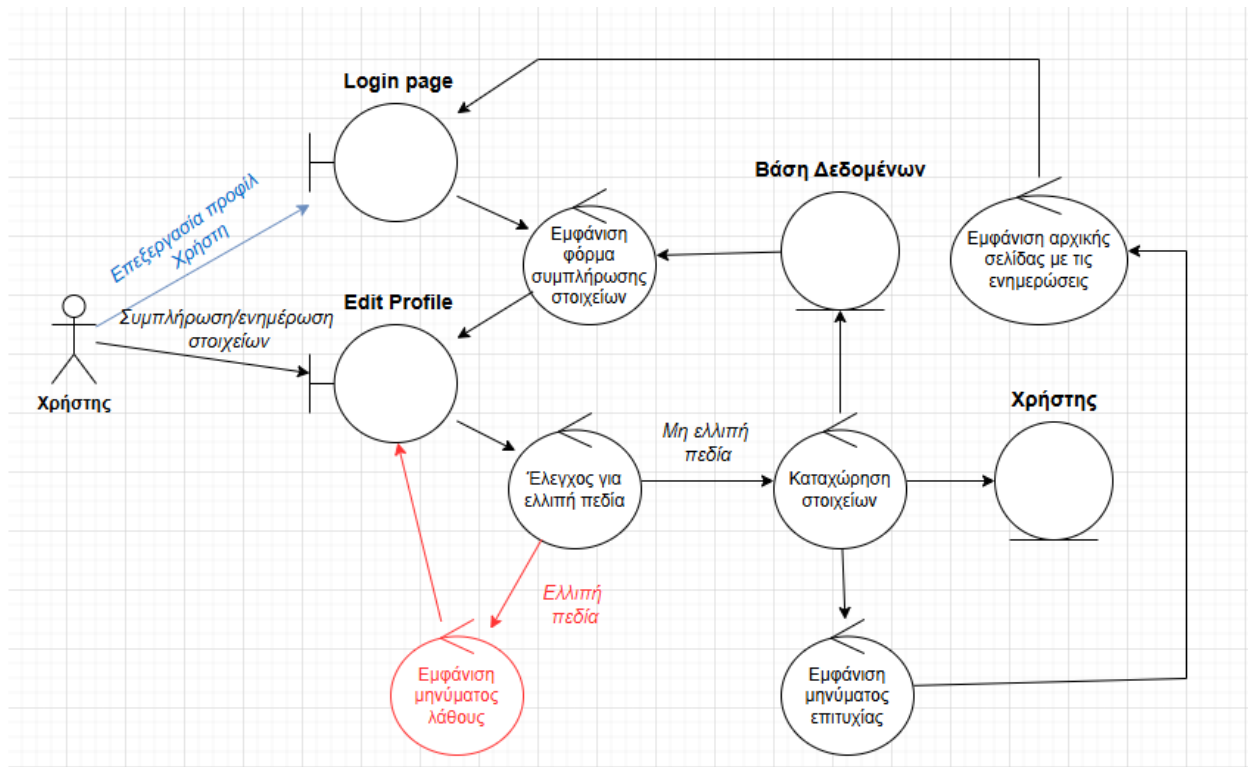 Login page
Βάση Δεδομένων
Επεξεργασία προφίλ
Χρήστη
Εμφάνιση
φόρμα
συμπλήρωσης
στοιχείων
Εμφάνιση αρχικής
σελίδας με τις
ενημερώσεις
Edit Profile
Συμπλήρωση/ενημέρωση
στοιχείων
Χρήστης
Χρήστης
Μη ελλιπή
πεδία
Έλεγχος για
ελλιπή πεδία
Καταχώρηση
στοιχείων
Ελλιπή
πεδία
Εμφάνιση
μηνύματος
λάθους
Εμφάνιση
μηνύματος
επιτυχίας